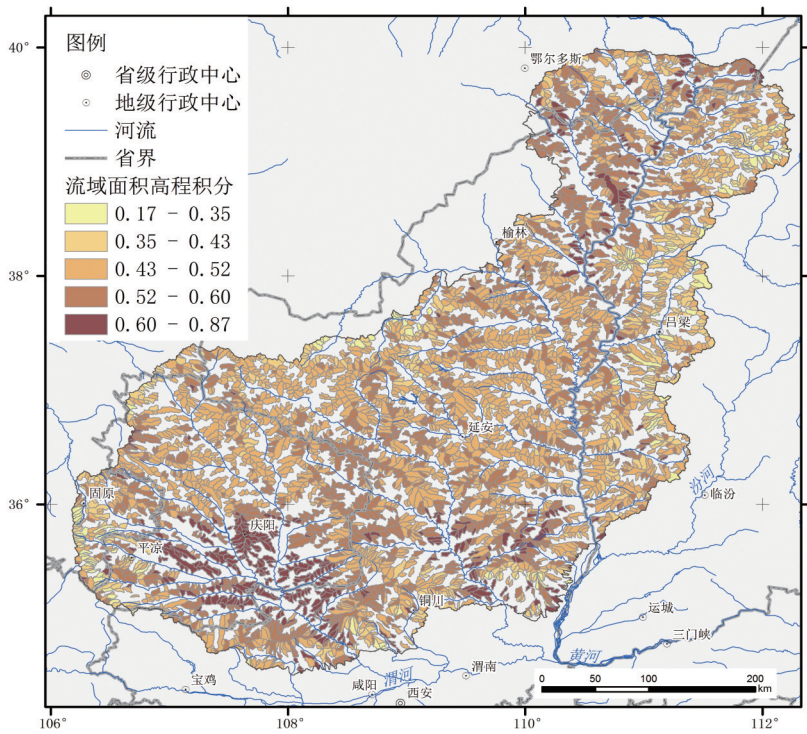 图例
省级行政中心
地级行政中心
河流
省界
流域面积高程积分
0.17 - 0.35
0.35 - 0.43
0.43 - 0.52
0.52 - 0.60
0.60 - 0.87
40°
38°
36°
鄂尔多斯
榆林
吕梁
延安
汾河
临汾
固原
庆阳
平凉
铜川
运城
三门峡
黄河
渭南
渭河
宝鸡
咸阳
西安
0 50 100 200
km
106° 108° 110° 112°